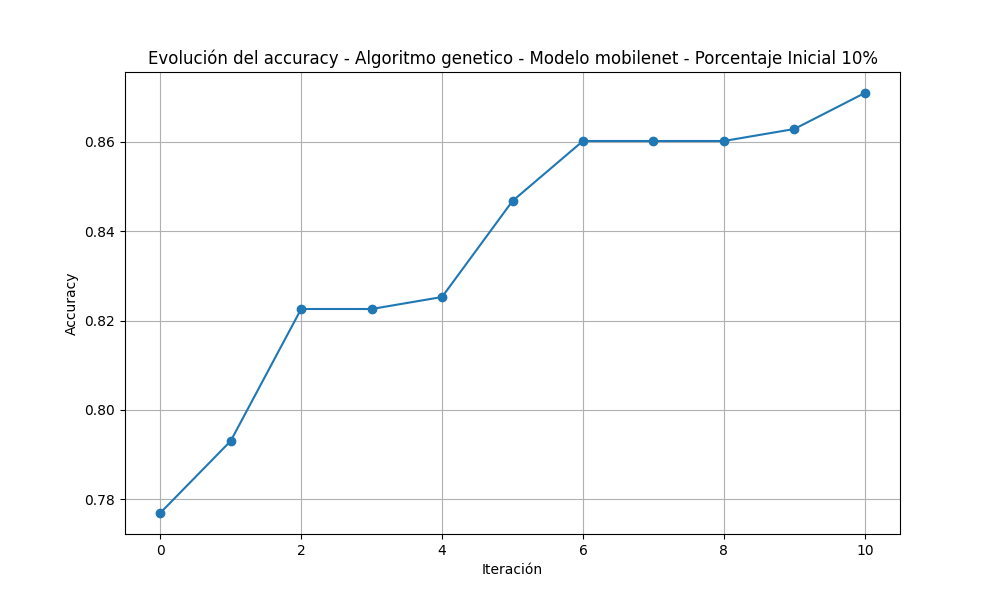 Evolución del accuracy - Algoritmo genetico - Modelo mobilenet - Porcentaje Inicial 10%
Accuracy
0.86
0.84
0.82
0.80
0.78
0 2 4 6 8 10
Iteración